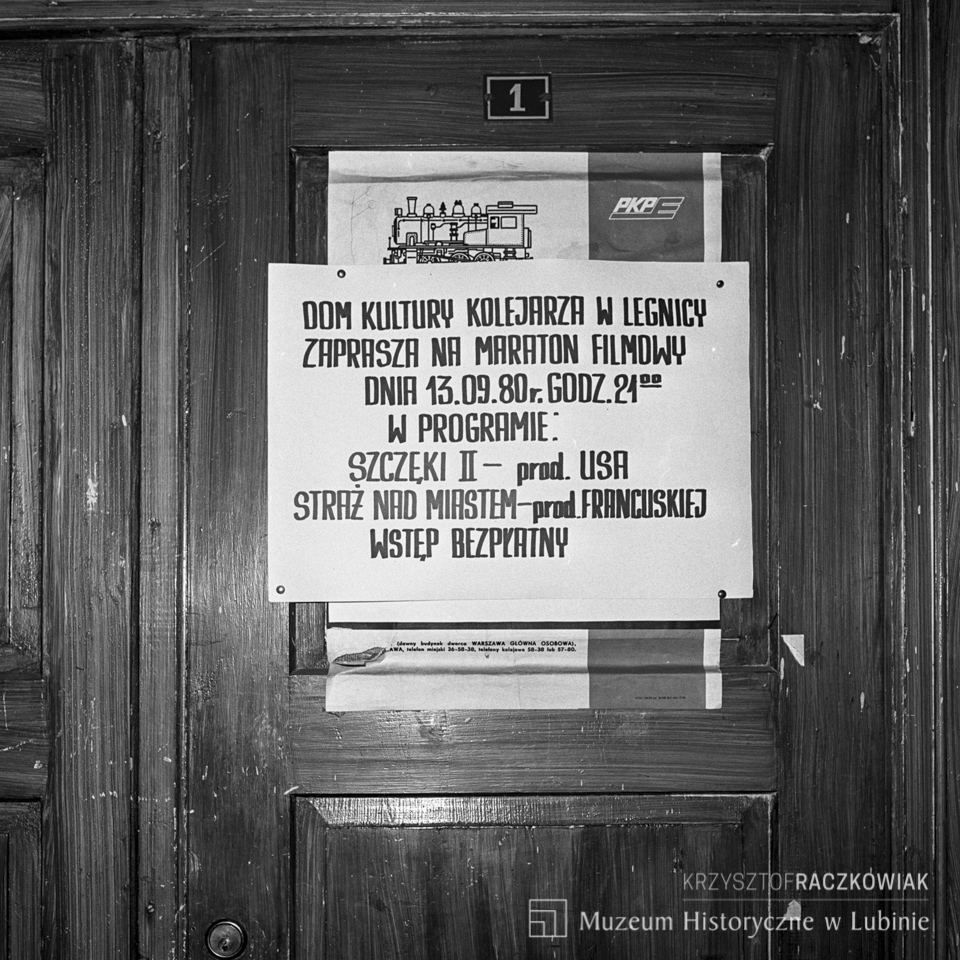 1
PKP
DOM KULTURY KOLEJARZA W LEGNICY
ZAPRASZA NA MARATON FILMOWY
DNIA 13.09.80r. GODZ. 21⁰⁰
W PROGRAMIE:
SZCZĘKI II – prod. USA
STRAŻ NAD MIASTEM – prod. FRANCUSKIEJ
WSTĘP BEZPŁATNY
(dawny budynek dworca WARSZAWA GŁÓWNA OSOBOWA),
AWA, telefon miejski 36-58-38, telefony kolejowe 58-38 lub 57-80.
KRZYSZTOFRACZKOWIAK
Muzeum Historyczne w Lubinie